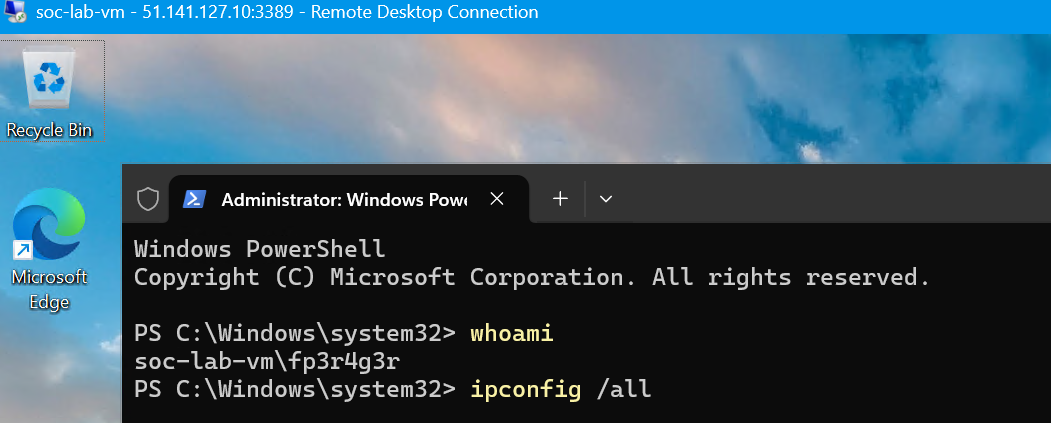 soc-lab-vm - 51.141.127.10:3389 - Remote Desktop Connection
Recycle Bin
Microsoft
Edge
Administrator: Windows Powe
Windows PowerShell
Copyright (C) Microsoft Corporation. All rights reserved.
PS C:\Windows\system32> whoami
soc-lab-vm\fp3r4g3r
PS C:\Windows\system32> ipconfig /all